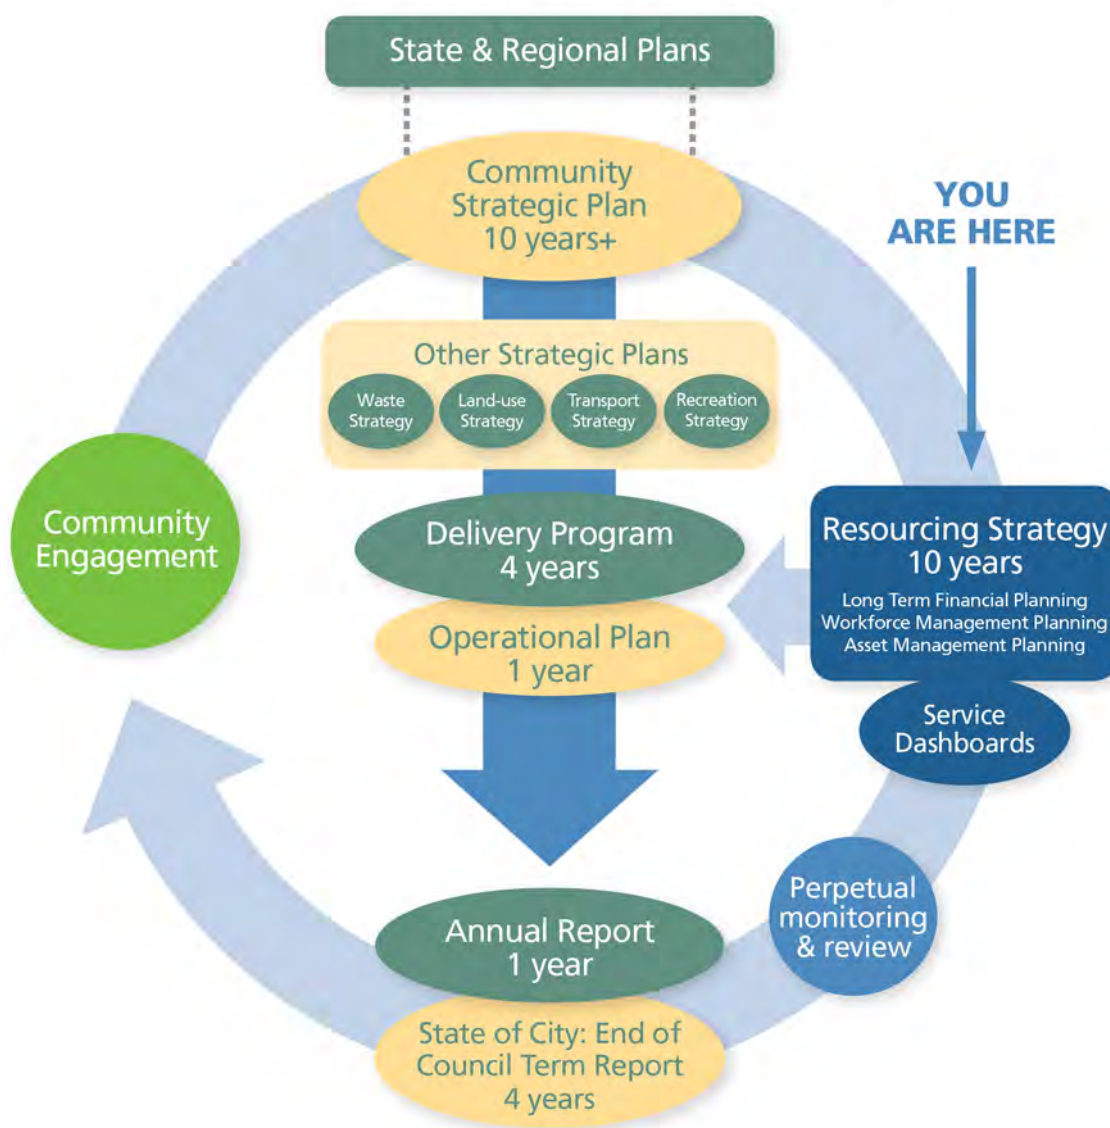 State & Regional Plans
Community
Strategic Plan
10 years+
YOU
ARE HERE
Other Strategic Plans
Waste
Strategy
Land-use
Strategy
Transport
Strategy
Recreation
Strategy
Community
Engagement
Delivery Program
4 years
Operational Plan
1 year
Resourcing Strategy
10 years
Long Term Financial Planning
Workforce Management Planning
Asset Management Planning
Service
Dashboards
Perpetual
monitoring
& review
Annual Report
1 year
State of City: End of
Council Term Report
4 years